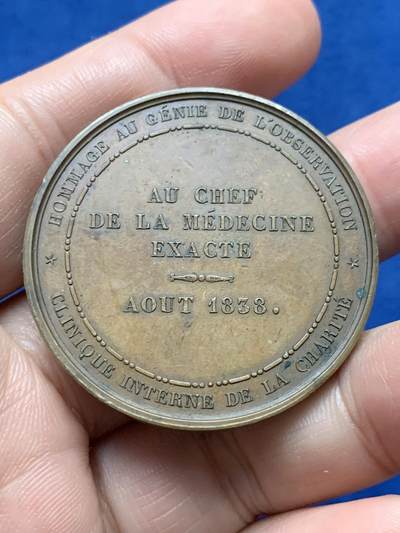 ★ HOMMAGE AU GÉNIE DE L'OBSERVATION ★
AU CHEF
DE LA MÉDECINE
EXACTE
AOUT 1838.
CLINIQUE INTERNE DE LA CHARITÉ